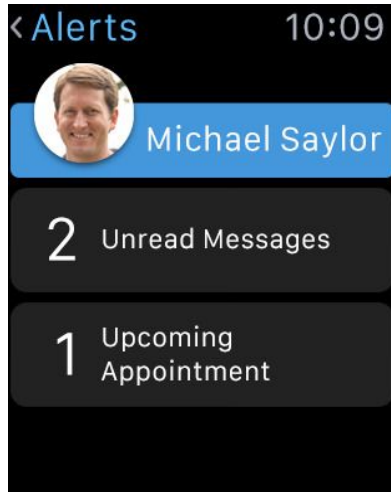 < Alerts 10:09
Michael Saylor
2 Unread Messages
1 Upcoming
Appointment